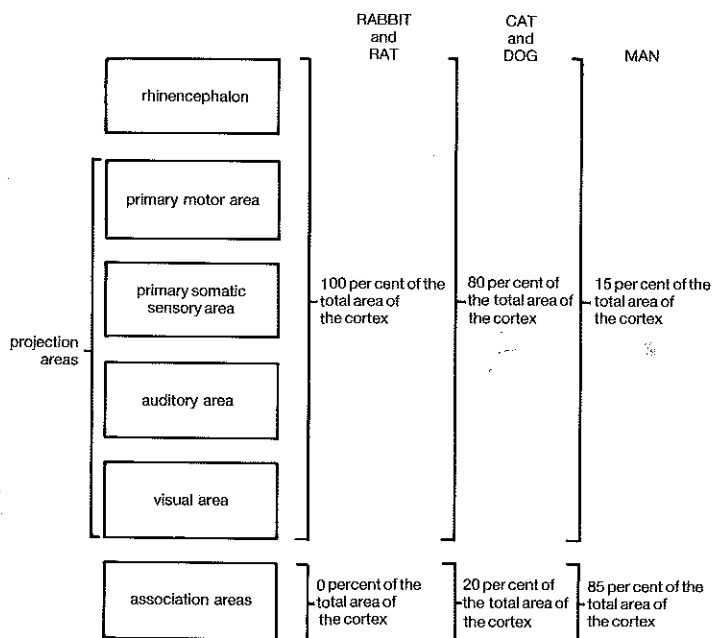 RABBIT
and
RAT
CAT
and
DOG
MAN
rhinencephalon
primary motor area
primary somatic
sensory area
auditory area
visual area
projection
areas
100 per cent of the
total area of
the cortex
80 per cent of
the total area of
the cortex
15 per cent of the
total area of
the cortex
association areas
0 percent of the
total area of
the cortex
20 per cent of
the total area of
the cortex
85 per cent of the
total area of
the cortex